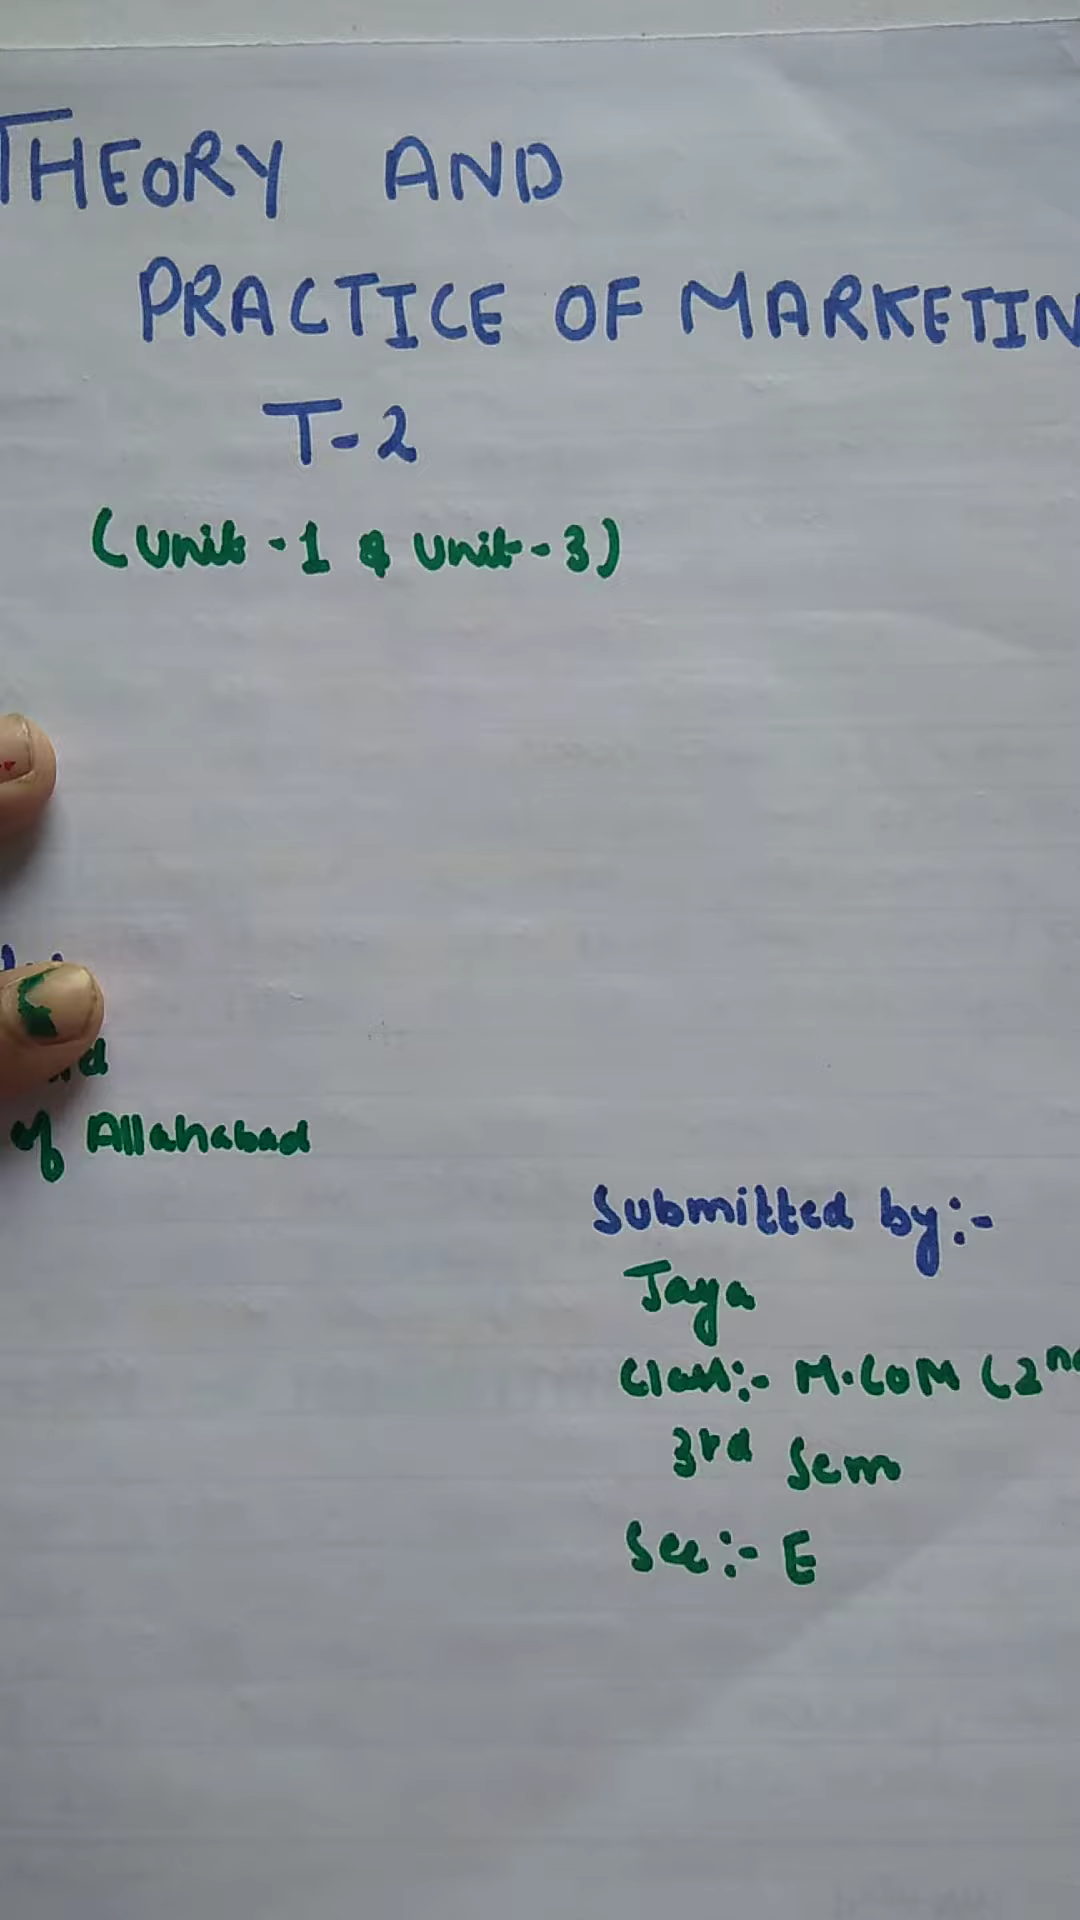 THEORY AND
PRACTICE OF MARKETIN
T-2
(Unit-1 & Unit-3)
of Allahabad
Submitted by:-
Jaya
Class:- M.COM (2nd
3rd Sem
Sec:- E